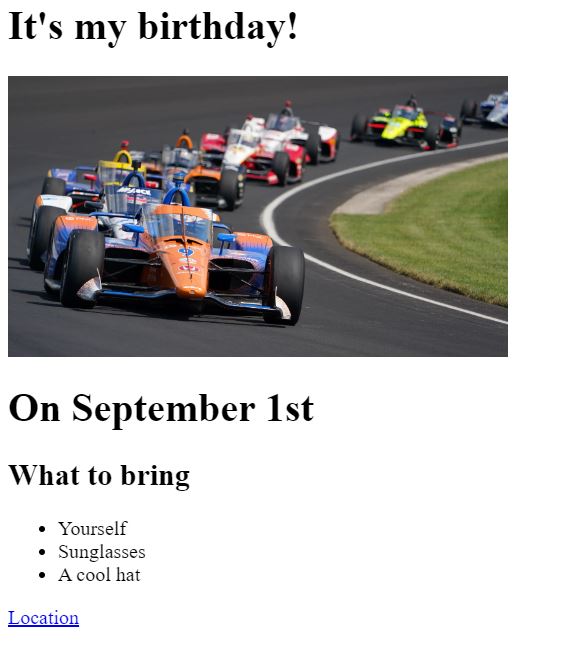 It's my birthday!
On September 1st
What to bring
Yourself
Sunglasses
A cool hat
Location